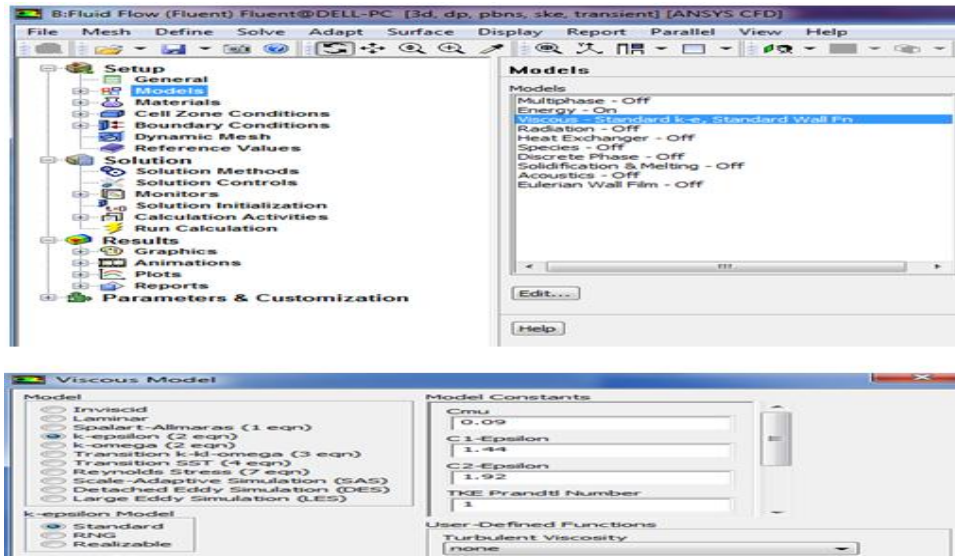 B:Fluid Flow (Fluent) Fluent@DELL-PC [3d, dp, pbns, ske, transient] [ANSYS CFD]
File Mesh Define Solve Adapt Surface Display Report Parallel View Help
Setup
General
Models
Materials
Cell Zone Conditions
Boundary Conditions
Dynamic Mesh
Reference Values
Solution
Solution Methods
Solution Controls
Monitors
Solution Initialization
Calculation Activities
Run Calculation
Results
Graphics
Animations
Plots
Reports
Parameters & Customization
Models
Models
Multiphase - Off
Energy - On
Viscous - Standard k-e, Standard Wall Fn
Radiation - Off
Heat Exchanger - Off
Species - Off
Discrete Phase - Off
Solidification & Melting - Off
Acoustics - Off
Eulerian Wall Film - Off
Edit...
Help
Viscous Model
Model
Inviscid
Laminar
Spalart-Allmaras (1 eqn)
k-epsilon (2 eqn)
k-omega (2 eqn)
Transition k-kl-omega (3 eqn)
Transition SST (4 eqn)
Reynolds Stress (7 eqn)
Scale-Adaptive Simulation (SAS)
Detached Eddy Simulation (DES)
Large Eddy Simulation (LES)
k-epsilon Model
Standard
RNG
Realizable
Model Constants
Cmu
0.09
C1-Epsilon
1.44
C2-Epsilon
1.92
TKE Prandtl Number
1
User-Defined Functions
Turbulent Viscosity
none